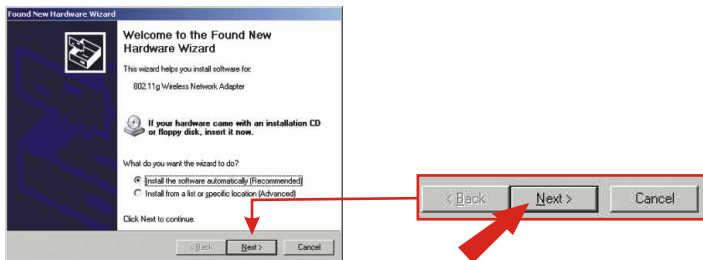 Found New Hardware Wizard
Welcome to the Found New
Hardware Wizard
This wizard helps you install software for:
802.11g Wireless Network Adapter
If your hardware came with an installation CD
or floppy disk, insert it now.
What do you want the wizard to do?
Install the software automatically (Recommended)
Install from a list or specific location (Advanced)
Click Next to continue.
< Back Next > Cancel
< Back Next > Cancel